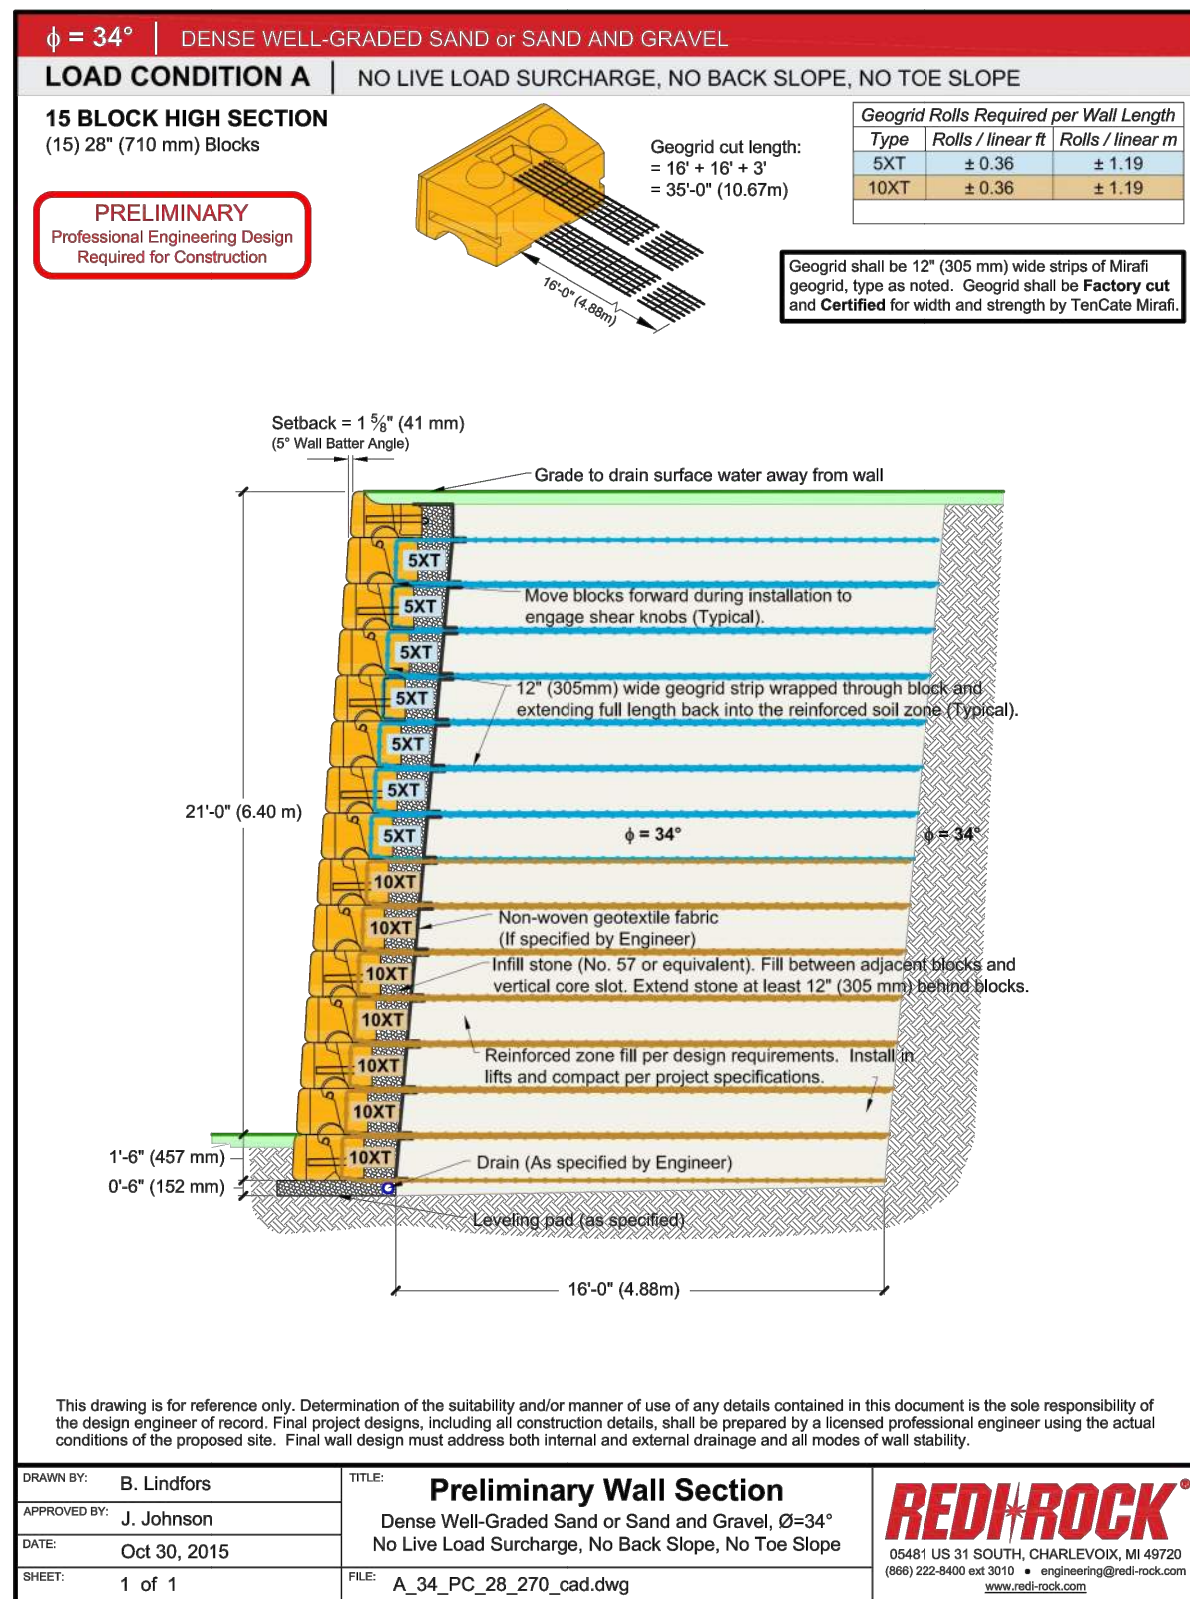 ϕ = 34° | DENSE WELL-GRADED SAND or SAND AND GRAVEL
LOAD CONDITION A | NO LIVE LOAD SURCHARGE, NO BACK SLOPE, NO TOE SLOPE
15 BLOCK HIGH SECTION
(15) 28" (710 mm) Blocks
PRELIMINARY
Professional Engineering Design
Required for Construction
Geogrid cut length:
= 16' + 16' + 3'
= 35'-0" (10.67m)
16'-0" (4.88m)
Geogrid Rolls Required per Wall Length
Type Rolls / linear ft Rolls / linear m
5XT ± 0.36 ± 1.19
10XT ± 0.36 ± 1.19
Geogrid shall be 12" (305 mm) wide strips of Mirafi
geogrid, type as noted. Geogrid shall be Factory cut
and Certified for width and strength by TenCate Mirafi.
Setback = 1 5/8" (41 mm)
(5° Wall Batter Angle)
Grade to drain surface water away from wall
5XT
Move blocks forward during installation to
engage shear knobs (Typical).
5XT
5XT
12" (305mm) wide geogrid strip wrapped through block and
extending full length back into the reinforced soil zone (Typical).
5XT
5XT
5XT
21'-0" (6.40 m)
5XT
ϕ = 34°
ϕ = 34°
10XT
Non-woven geotextile fabric
(If specified by Engineer)
10XT
Infill stone (No. 57 or equivalent). Fill between adjacent blocks and
vertical core slot. Extend stone at least 12" (305 mm) behind blocks.
10XT
10XT
Reinforced zone fill per design requirements. Install in
lifts and compact per project specifications.
10XT
10XT
1'-6" (457 mm)
10XT
Drain (As specified by Engineer)
0'-6" (152 mm)
Leveling pad (as specified)
16'-0" (4.88m)
This drawing is for reference only. Determination of the suitability and/or manner of use of any details contained in this document is the sole responsibility of
the design engineer of record. Final project designs, including all construction details, shall be prepared by a licensed professional engineer using the actual
conditions of the proposed site. Final wall design must address both internal and external drainage and all modes of wall stability.
DRAWN BY: B. Lindfors
APPROVED BY: J. Johnson
DATE: Oct 30, 2015
SHEET: 1 of 1
TITLE: Preliminary Wall Section
Dense Well-Graded Sand or Sand and Gravel, Ø=34°
No Live Load Surcharge, No Back Slope, No Toe Slope
FILE: A_34_PC_28_270_cad.dwg
REDI ROCK®
05481 US 31 SOUTH, CHARLEVOIX, MI 49720
(866) 222-8400 ext 3010 • engineering@redi-rock.com
www.redi-rock.com